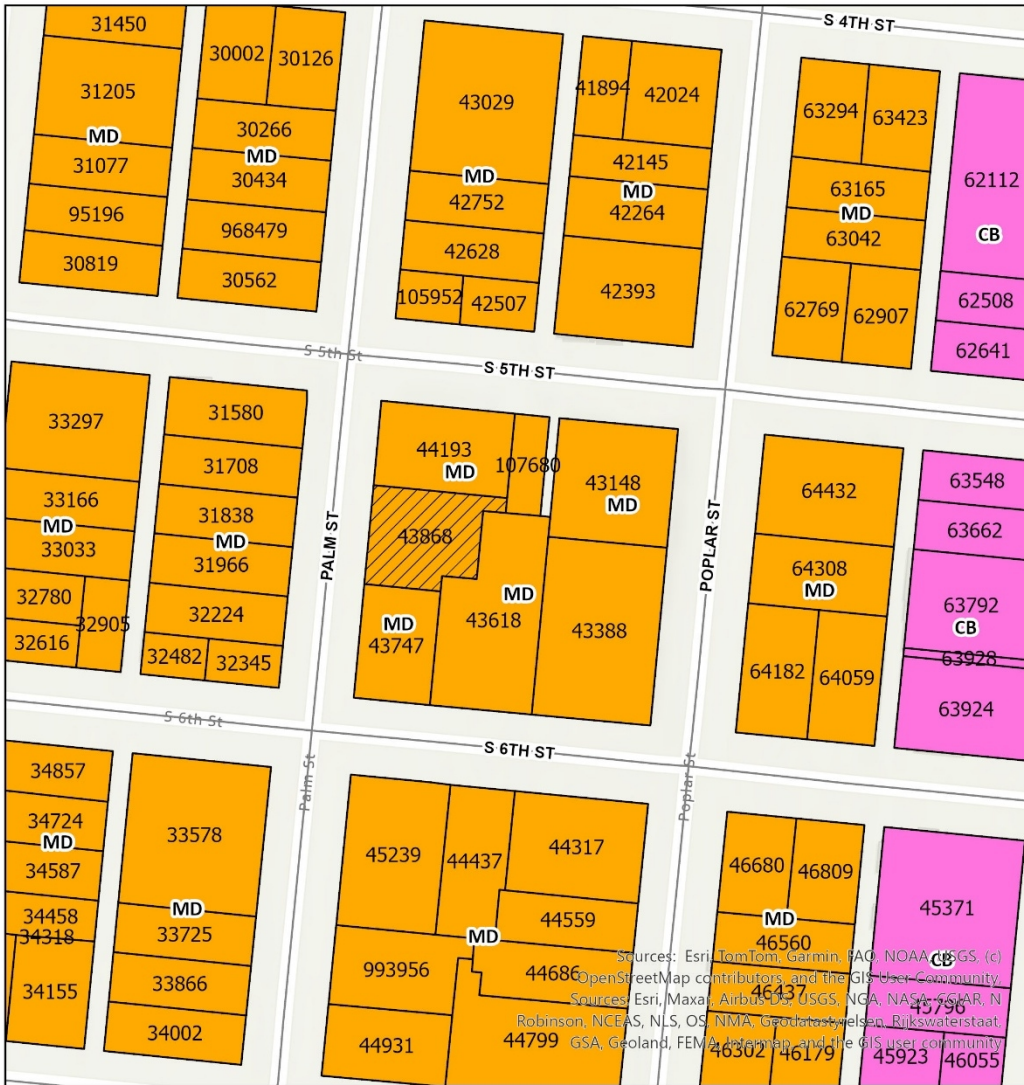 S 4TH ST
31450
30002
30126
31205
MD
30266
MD
31077
30434
95196
968479
30819
30562
43029
41894
42024
42145
MD
MD
42752
42264
42628
105952
42507
42393
63294
63423
62112
63165
MD
63042
CB
62769
62907
62508
62641
S 5th St
S 5TH ST
33297
31580
31708
33166
31838
MD
MD
33033
31966
32780
32905
32224
32616
32482
32345
PALM ST
44193
107680
MD
43148
MD
43868
MD
MD
43747
43618
43388
POPLAR ST
64432
63548
63662
64308
MD
63792
CB
63928
64182
64059
63924
S 6th St
S 6TH ST
Palm St
Poplar St
34857
34724
MD
34587
34458
34318
34155
33578
MD
33725
33866
34002
45239
44437
44317
44559
MD
993956
44686
44931
44799
46680
46809
MD
46560
46437
46302
46179
45371
CB
45796
45923
46055
Sources: Esri, TomTom, Garmin, FAO, NOAA, USGS, (c)
OpenStreetMap contributors, and the GIS User Community,
Sources: Esri, Maxar, Airbus DS, USGS, NGA, NASA, CGIAR, N
Robinson, NCEAS, NLS, OS, NMA, Geodatastyrelsen, Rijkswaterstaat,
GSA, Geoland, FEMA, Intermap, and the GIS user community